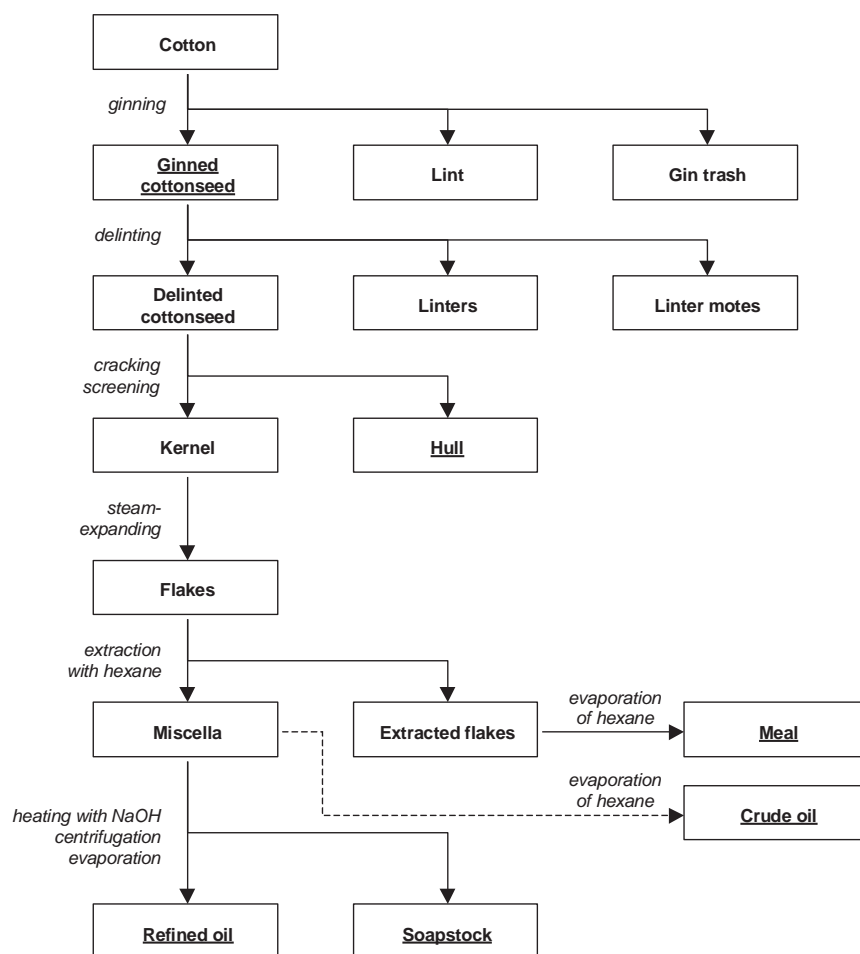 Cotton
ginning
Ginned
cottonseed
Lint
Gin trash
delinting
Delinted
cottonseed
Linters
Linter motes
cracking
screening
Kernel
Hull
steam-
expanding
Flakes
extraction
with hexane
evaporation
of hexane
Miscella
Extracted flakes
Meal
evaporation
of hexane
Crude oil
heating with NaOH
centrifugation
evaporation
Refined oil
Soapstock